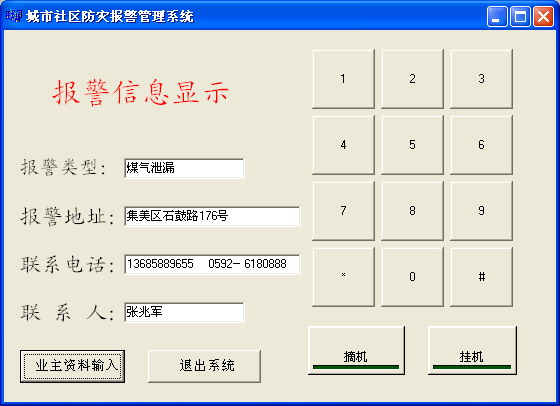 城市社区防灾报警管理系统
报警信息显示
报警类型：
煤气泄漏
报警地址：
集美区石鼓路176号
联系电话：
13685889655 0592-6180888
联 系 人：
张兆军
业主资料输入
退出系统
1 2 3
4 5 6
7 8 9
* 0 #
摘机 挂机